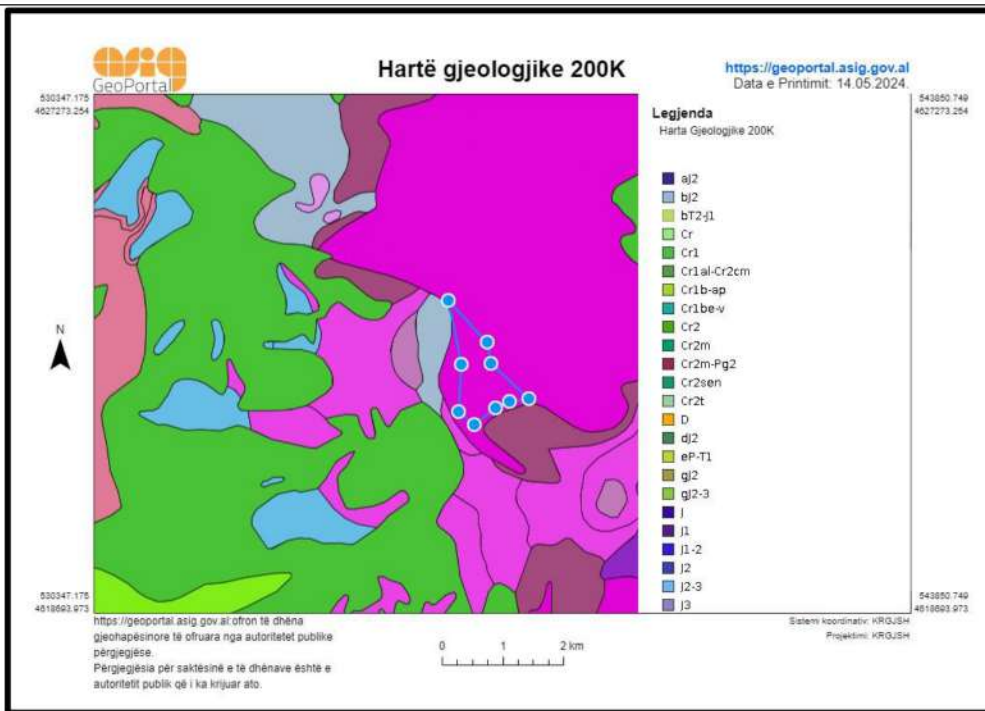 asig
GeoPortal
Hartë gjeologjike 200K
https://geoportal.asig.gov.al
Data e Printimit: 14.05.2024.
530347.175
4627273.254
543850.749
4627273.254
Legjenda
Harta Gjeologjike 200K
aJ2
bJ2
bT2-J1
Cr
Cr1
Cr1al-Cr2cm
Cr1b-ap
Cr1be-v
Cr2
Cr2m
Cr2m-Pg2
Cr2sen
Cr2t
D
dJ2
eP-T1
gJ2
gJ2-3
J
J1
J1-2
J2
J2-3
J3
N
530347.175
4618693.973
543850.749
4618693.973
https://geoportal.asig.gov.al ofron të dhëna
gjeohapësinore të ofruara nga autoritetet publike
përgjegjëse.
Përgjegjësia për saktësinë e të dhënave është e
autoritetit publik që i ka krijuar ato.
0 1 2 km
Sistemi koordinativ: KRGJSH
Projektimi: KRGJSH